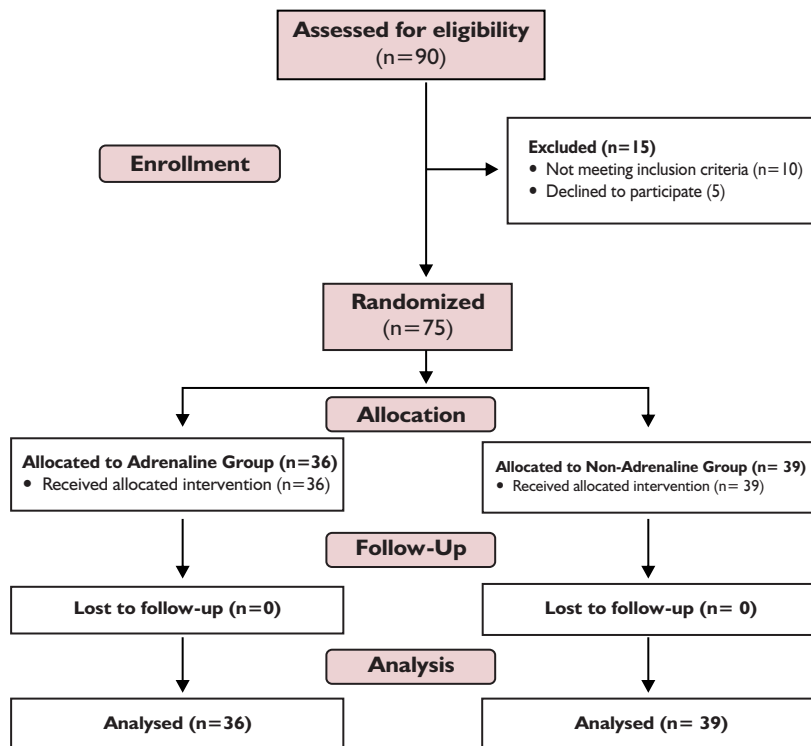 Assessed for eligibility
(n=90)
Enrollment
Excluded (n=15)
• Not meeting inclusion criteria (n=10)
• Declined to participate (5)
Randomized
(n=75)
Allocation
Allocated to Adrenaline Group (n=36)
• Received allocated intervention (n=36)
Allocated to Non-Adrenaline Group (n= 39)
• Received allocated intervention (n= 39)
Follow-Up
Lost to follow-up (n=0)
Lost to follow-up (n= 0)
Analysis
Analysed (n=36)
Analysed (n= 39)